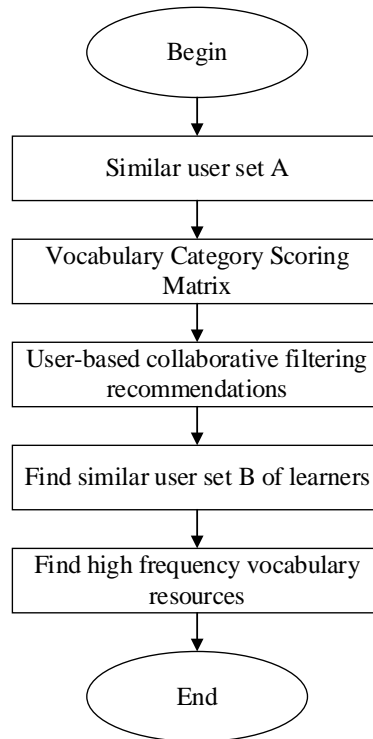 Begin
Similar user set A
Vocabulary Category Scoring
Matrix
User-based collaborative filtering
recommendations
Find similar user set B of learners
Find high frequency vocabulary
resources
End